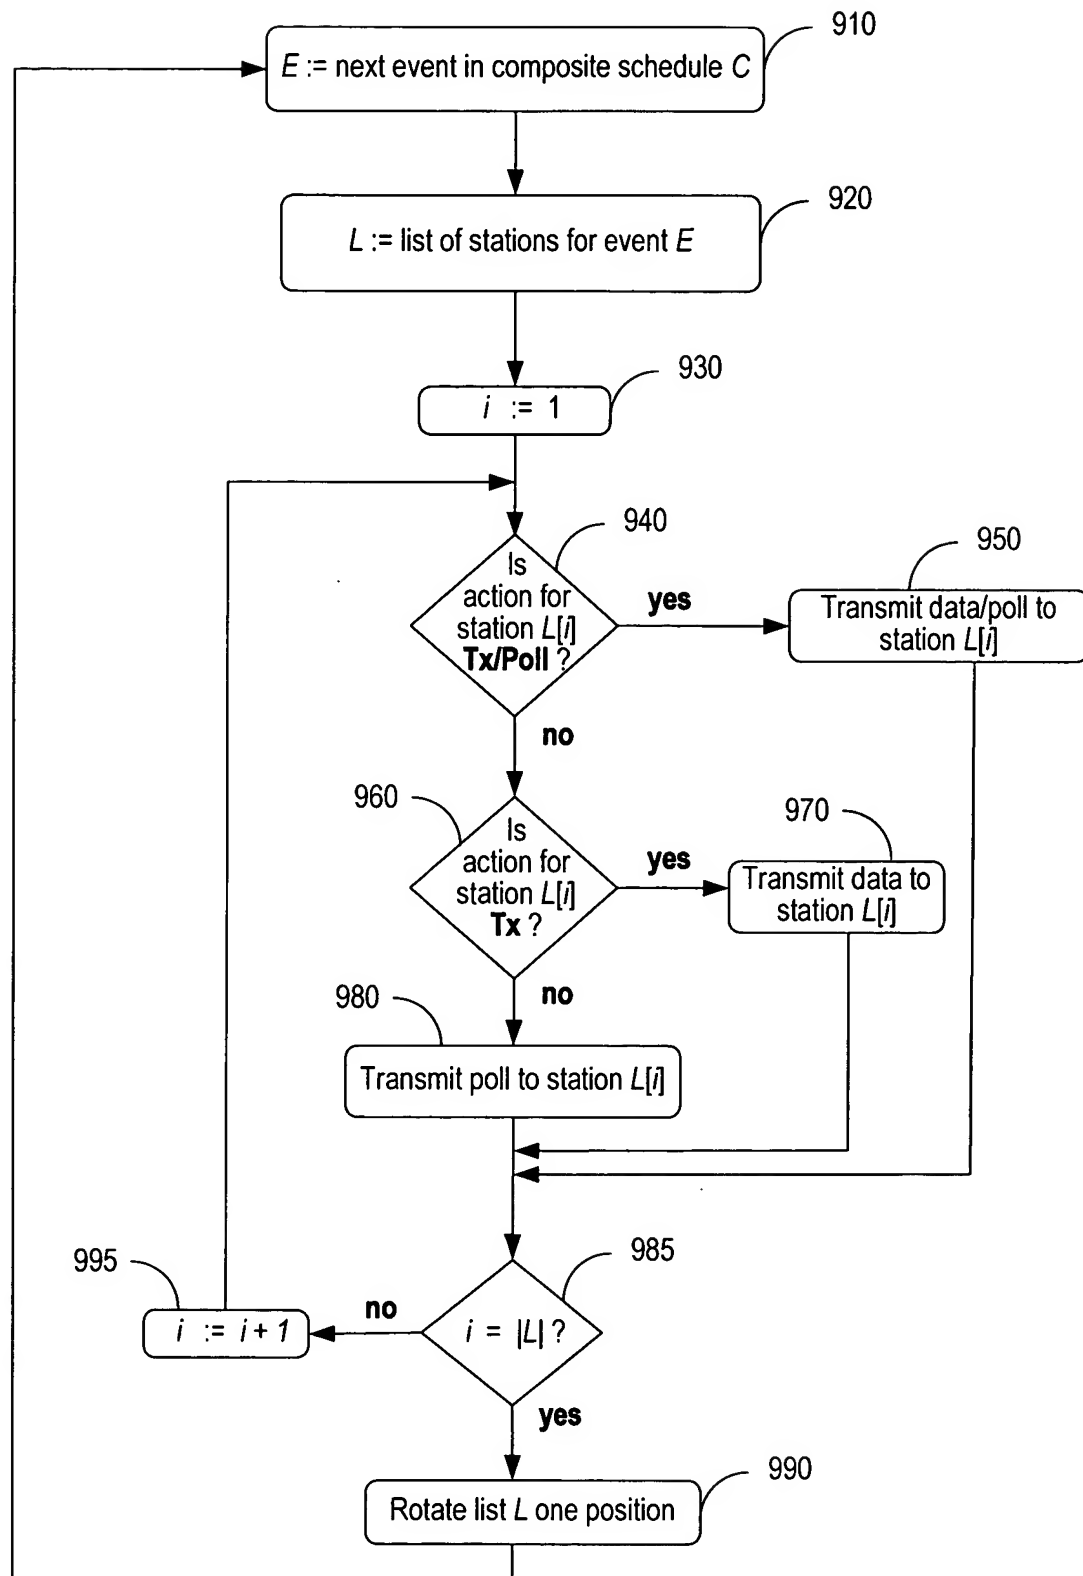 910
E := next event in composite schedule C
920
L := list of stations for event E
930
i := 1
940
Is
action for
station L[i]
Tx/Poll ?
yes
950
Transmit data/poll to
station L[i]
no
960
Is
action for
station L[i]
Tx ?
yes
970
Transmit data to
station L[i]
no
980
Transmit poll to station L[i]
985
i = |L| ?
no
995
i := i + 1
yes
990
Rotate list L one position